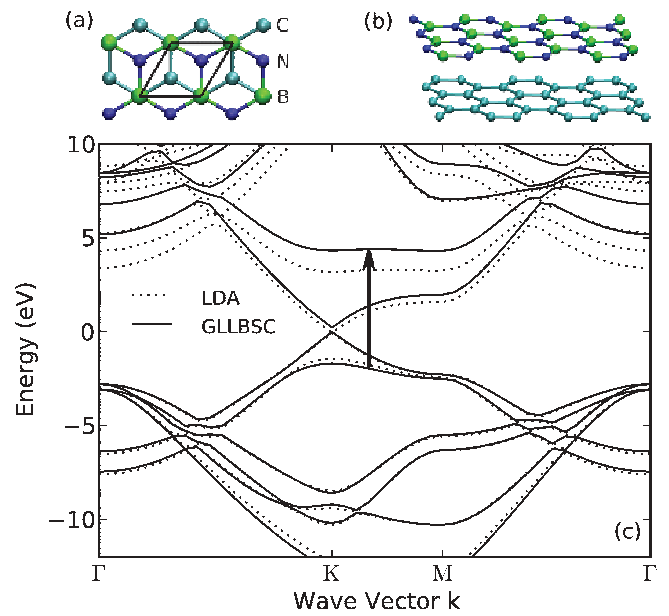 (a)
C
N
B
(b)
10
5
0
−5
−10
Energy (eV)
LDA
GLLBSC
(c)
Γ
K
M
Γ
Wave Vector k